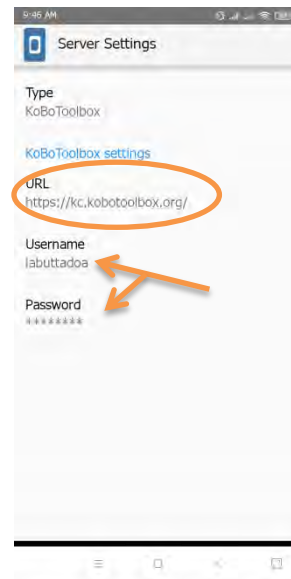 9:46 AM
Server Settings
Type
KoBoToolbox
KoBoToolbox settings
URL
https://kc.kobotoolbox.org/
Username
labuttadoa
Password
********